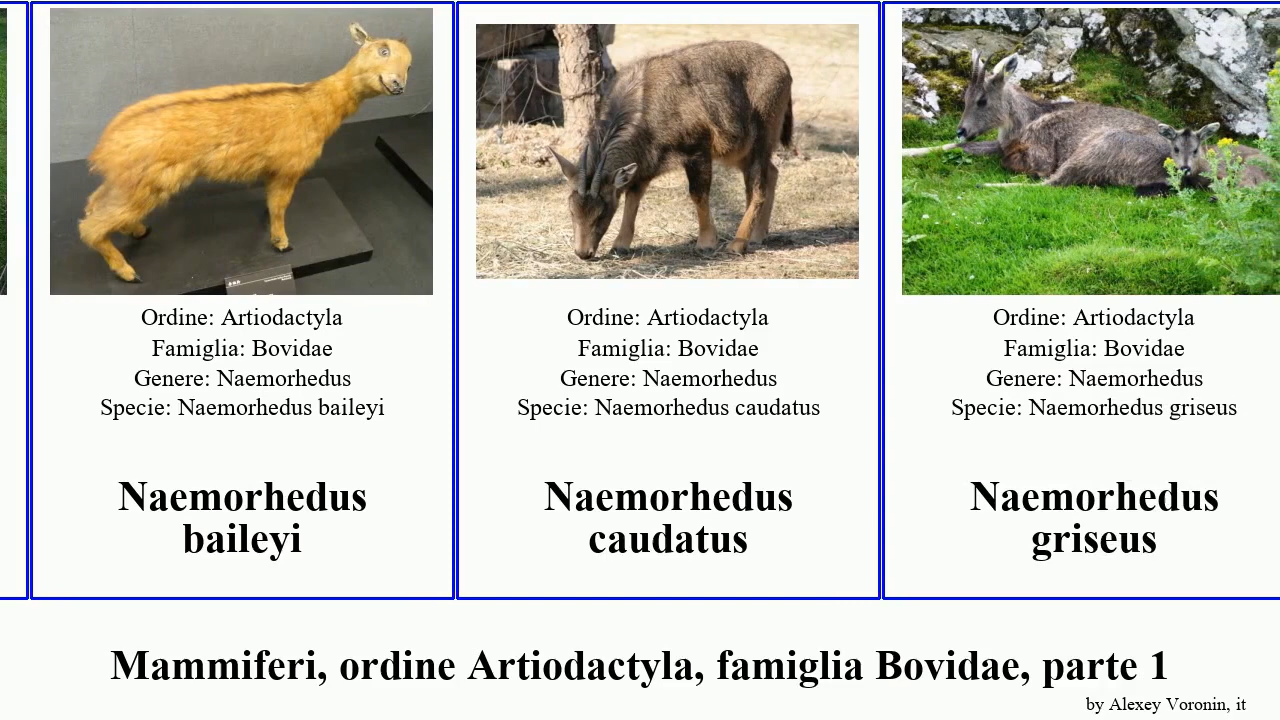 Ordine: Artiodactyla
Famiglia: Bovidae
Genere: Naemorhedus
Specie: Naemorhedus baileyi
Naemorhedus
baileyi
Ordine: Artiodactyla
Famiglia: Bovidae
Genere: Naemorhedus
Specie: Naemorhedus caudatus
Naemorhedus
caudatus
Ordine: Artiodactyla
Famiglia: Bovidae
Genere: Naemorhedus
Specie: Naemorhedus griseus
Naemorhedus
griseus
Mammiferi, ordine Artiodactyla, famiglia Bovidae, parte 1
by Alexey Voronin, it